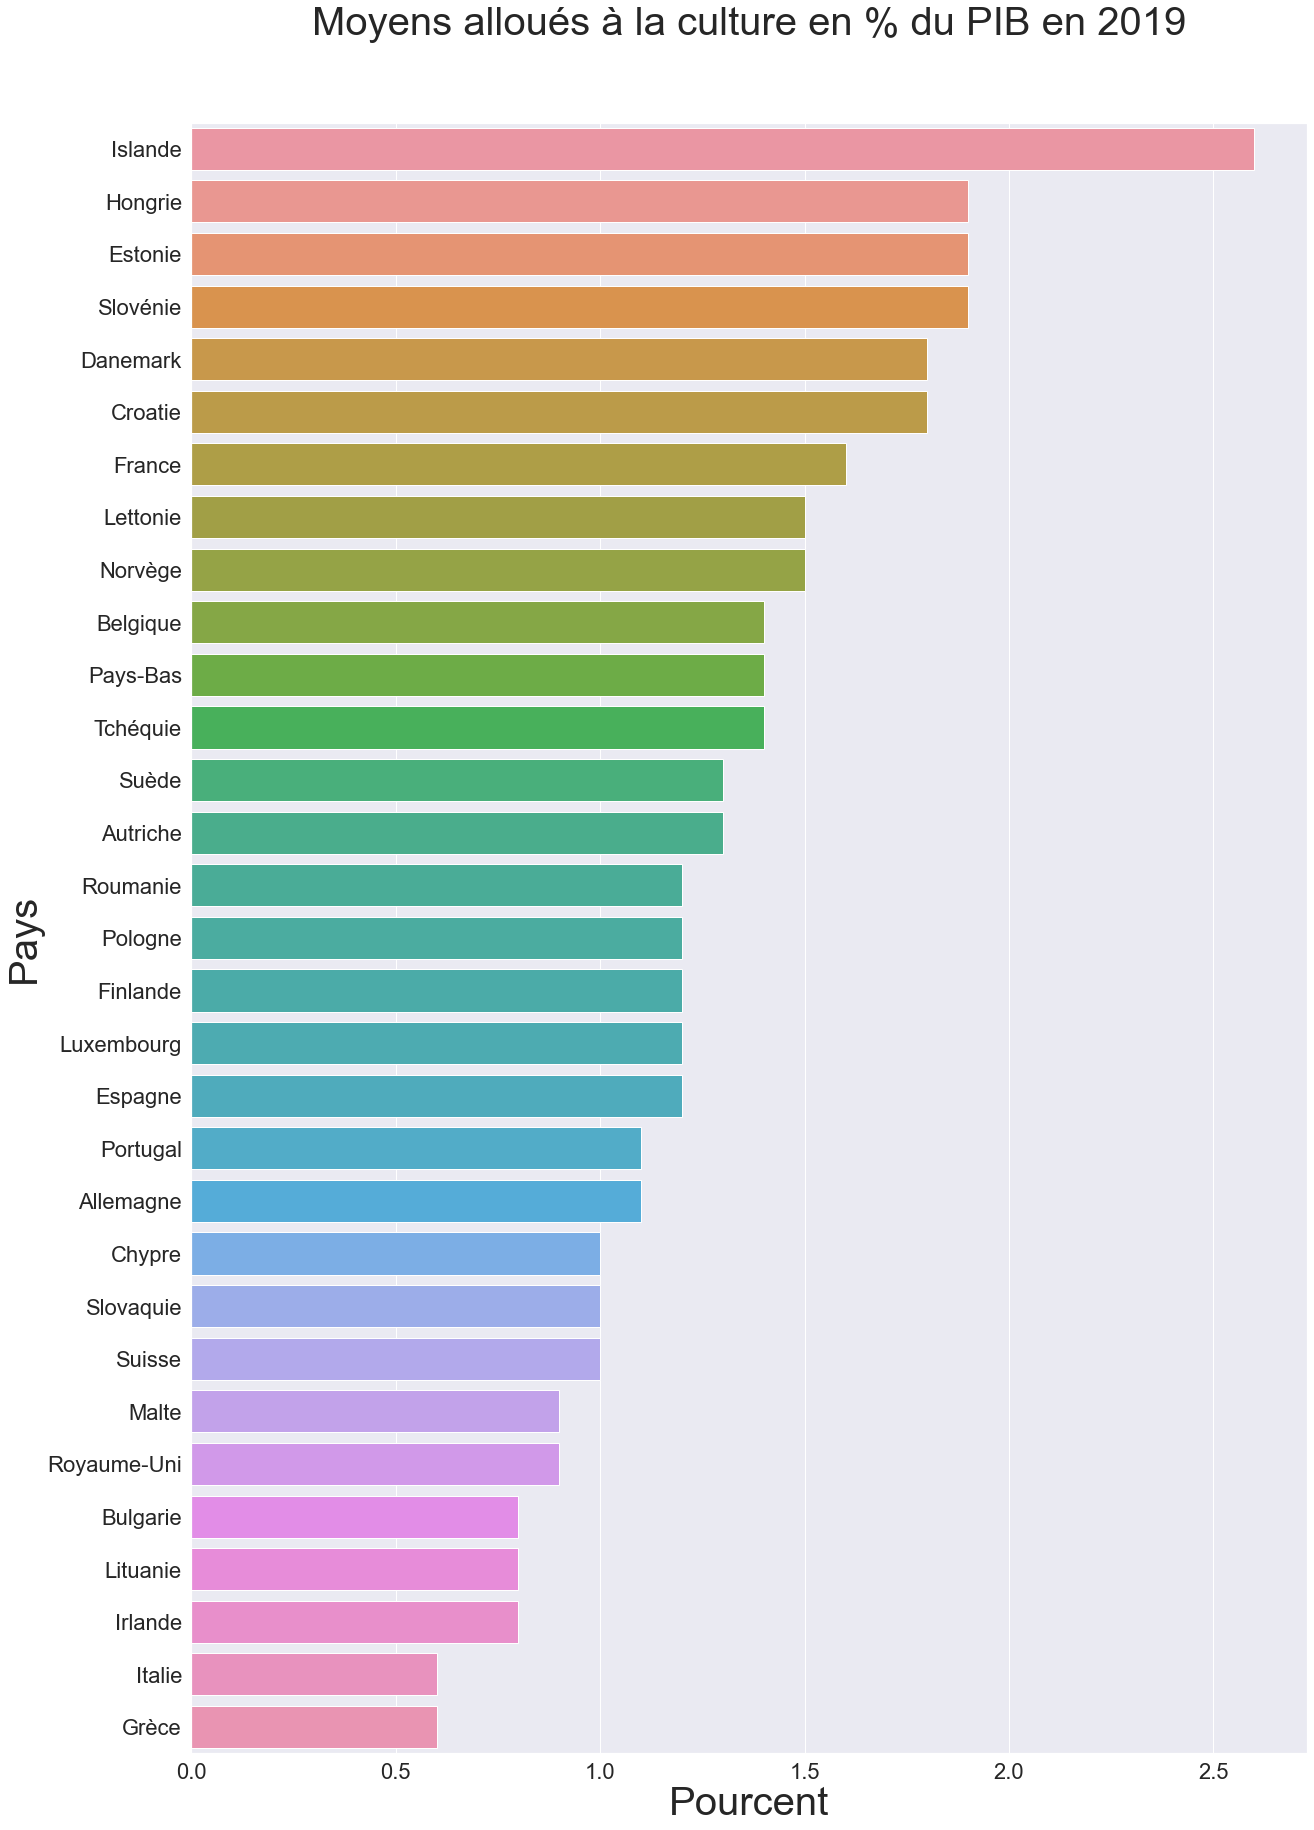 Moyens alloués à la culture en % du PIB en 2019
Islande
Hongrie
Estonie
Slovénie
Danemark
Croatie
France
Lettonie
Norvège
Belgique
Pays-Bas
Tchéquie
Suède
Autriche
Roumanie
Pologne
Finlande
Luxembourg
Espagne
Portugal
Allemagne
Chypre
Slovaquie
Suisse
Malte
Royaume-Uni
Bulgarie
Lituanie
Irlande
Italie
Grèce
Pays
0.0 0.5 1.0 1.5 2.0 2.5
Pourcent